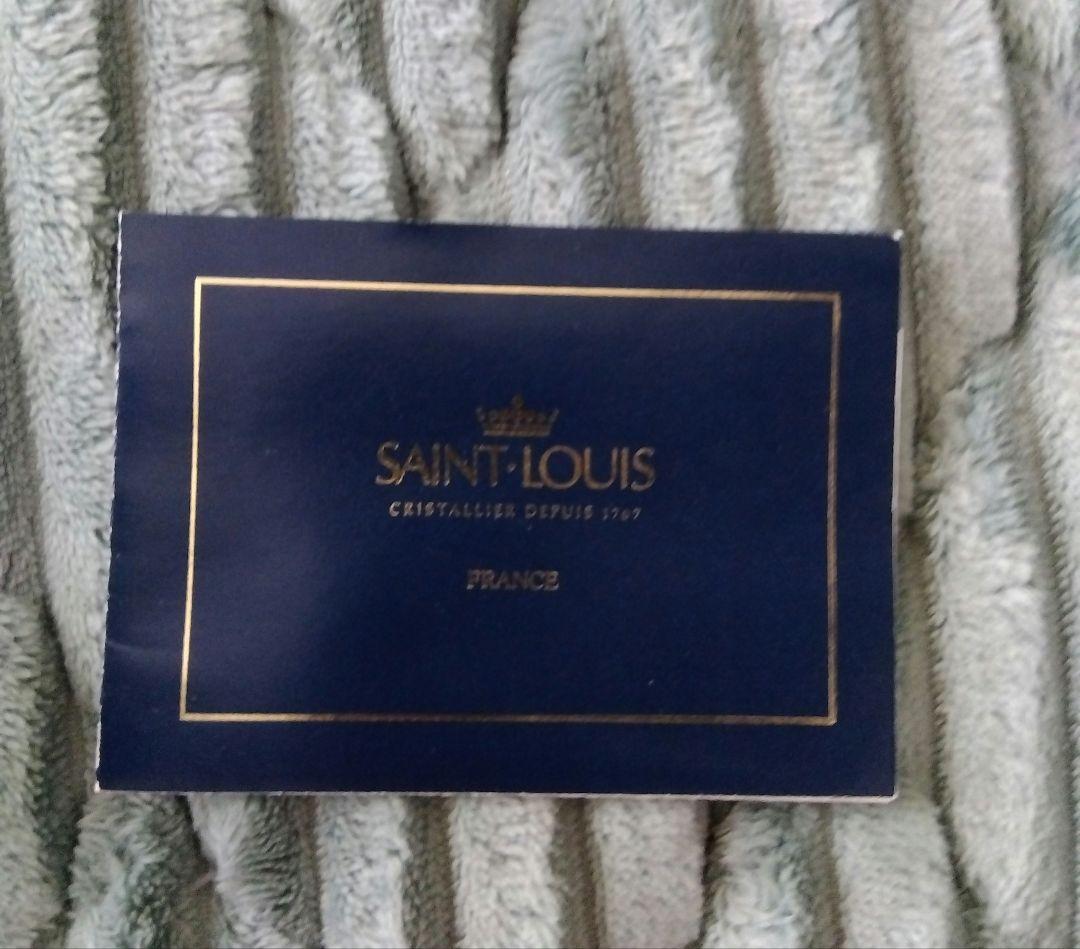 SAINT·LOUIS
CRISTALLIER DEPUIS 1767
FRANCE